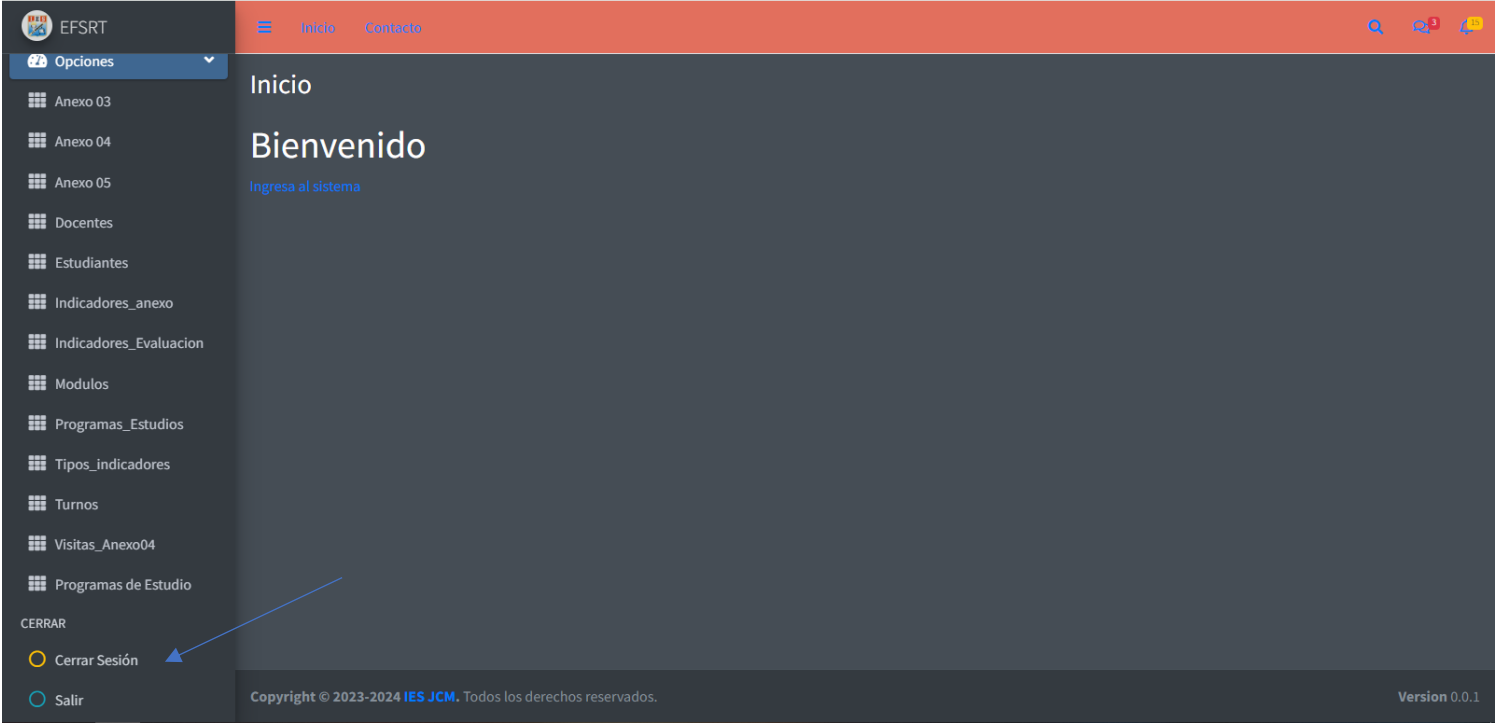 EFSRT
Inicio Contacto
3 15
Opciones
Anexo 03
Anexo 04
Anexo 05
Docentes
Estudiantes
Indicadores_anexo
Indicadores_Evaluacion
Modulos
Programas_Estudios
Tipos_indicadores
Turnos
Visitas_Anexo04
Programas de Estudio
CERRAR
Cerrar Sesión
Salir
Inicio
Bienvenido
Ingresa al sistema
Copyright © 2023-2024 IES JCM. Todos los derechos reservados. Version 0.0.1